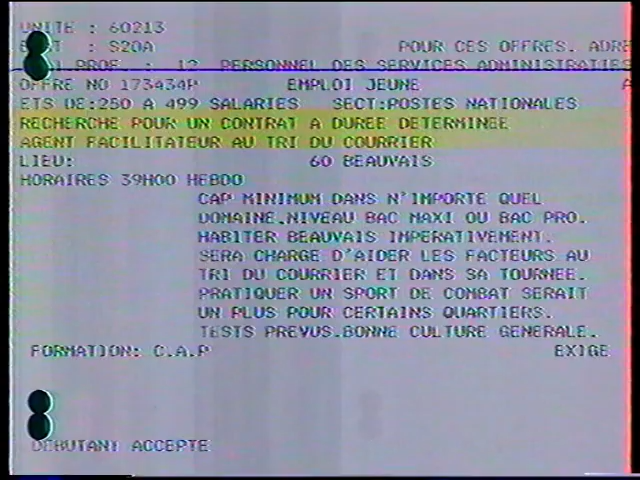 UNITE : 60213
: S20A POUR CES OFFRES. ADRE
PROF. : 12 PERSONNEL DES SERVICES ADMINISTRATIFS
OFFRE NO 173434P EMPLOI JEUNE A
ETS DE:250 A 499 SALARIES SECT:POSTES NATIONALES
RECHERCHE POUR UN CONTRAT A DUREE DETERMINEE
AGENT FACILITATEUR AU TRI DU COURRIER
LIEU: 60 BEAUVAIS
HORAIRES 39H00 HEBDO
CAP MINIMUM DANS N'IMPORTE QUEL
DOMAINE.NIVEAU BAC MAXI OU BAC PRO.
HABITER BEAUVAIS IMPERATIVEMENT.
SERA CHARGE D'AIDER LES FACTEURS AU
TRI DU COURRIER ET DANS SA TOURNEE.
PRATIQUER UN SPORT DE COMBAT SERAIT
UN PLUS POUR CERTAINS QUARTIERS.
TESTS PREVUS.BONNE CULTURE GENERALE.
FORMATION: C.A.P EXIGE
DEBUTANT ACCEPTE